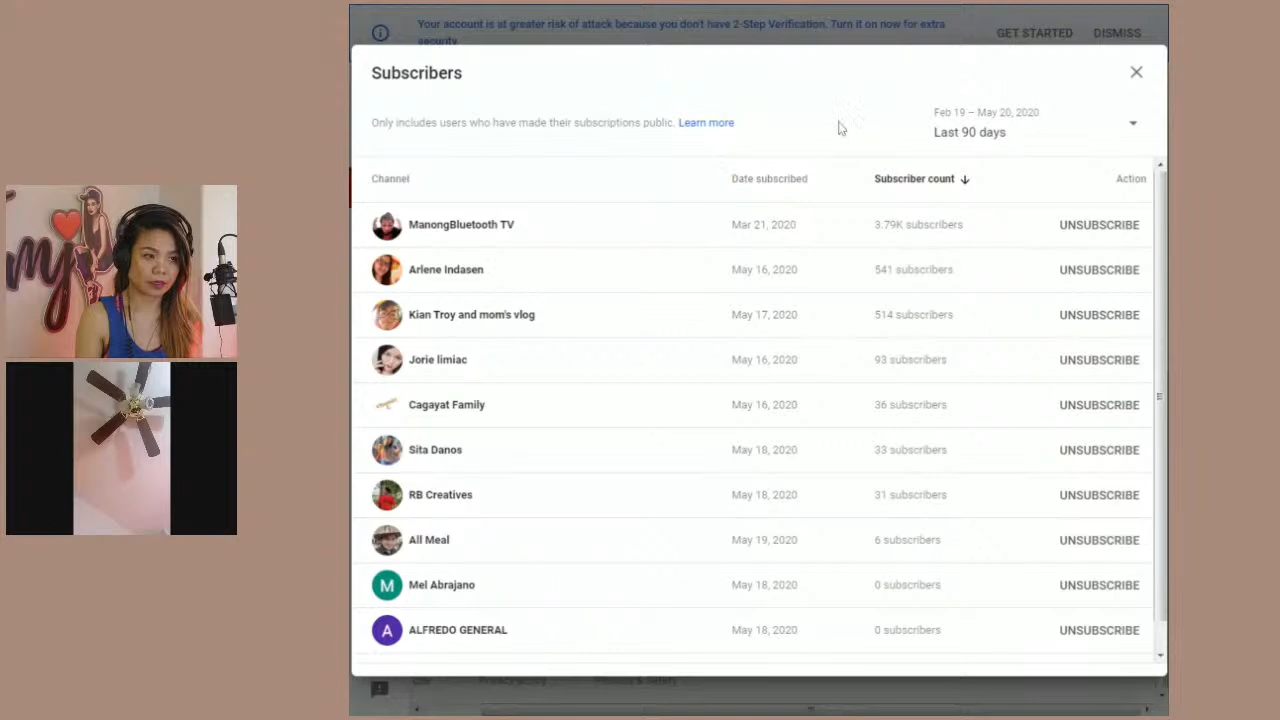 Your account is at greater risk of attack because you don't have 2-Step Verification. Turn it on now for extra
security.
GET STARTED DISMISS
Subscribers
Only includes users who have made their subscriptions public. Learn more
Feb 19 – May 20, 2020
Last 90 days
Channel Date subscribed Subscriber count Action
ManongBluetooth TV Mar 21, 2020 3.79K subscribers UNSUBSCRIBE
Arlene Indasen May 16, 2020 541 subscribers UNSUBSCRIBE
Kian Troy and mom's vlog May 17, 2020 514 subscribers UNSUBSCRIBE
Jorie limiac May 16, 2020 93 subscribers UNSUBSCRIBE
Cagayat Family May 16, 2020 36 subscribers UNSUBSCRIBE
Sita Danos May 18, 2020 33 subscribers UNSUBSCRIBE
RB Creatives May 18, 2020 31 subscribers UNSUBSCRIBE
All Meal May 19, 2020 6 subscribers UNSUBSCRIBE
M Mel Abrajano May 18, 2020 0 subscribers UNSUBSCRIBE
A ALFREDO GENERAL May 18, 2020 0 subscribers UNSUBSCRIBE
mj